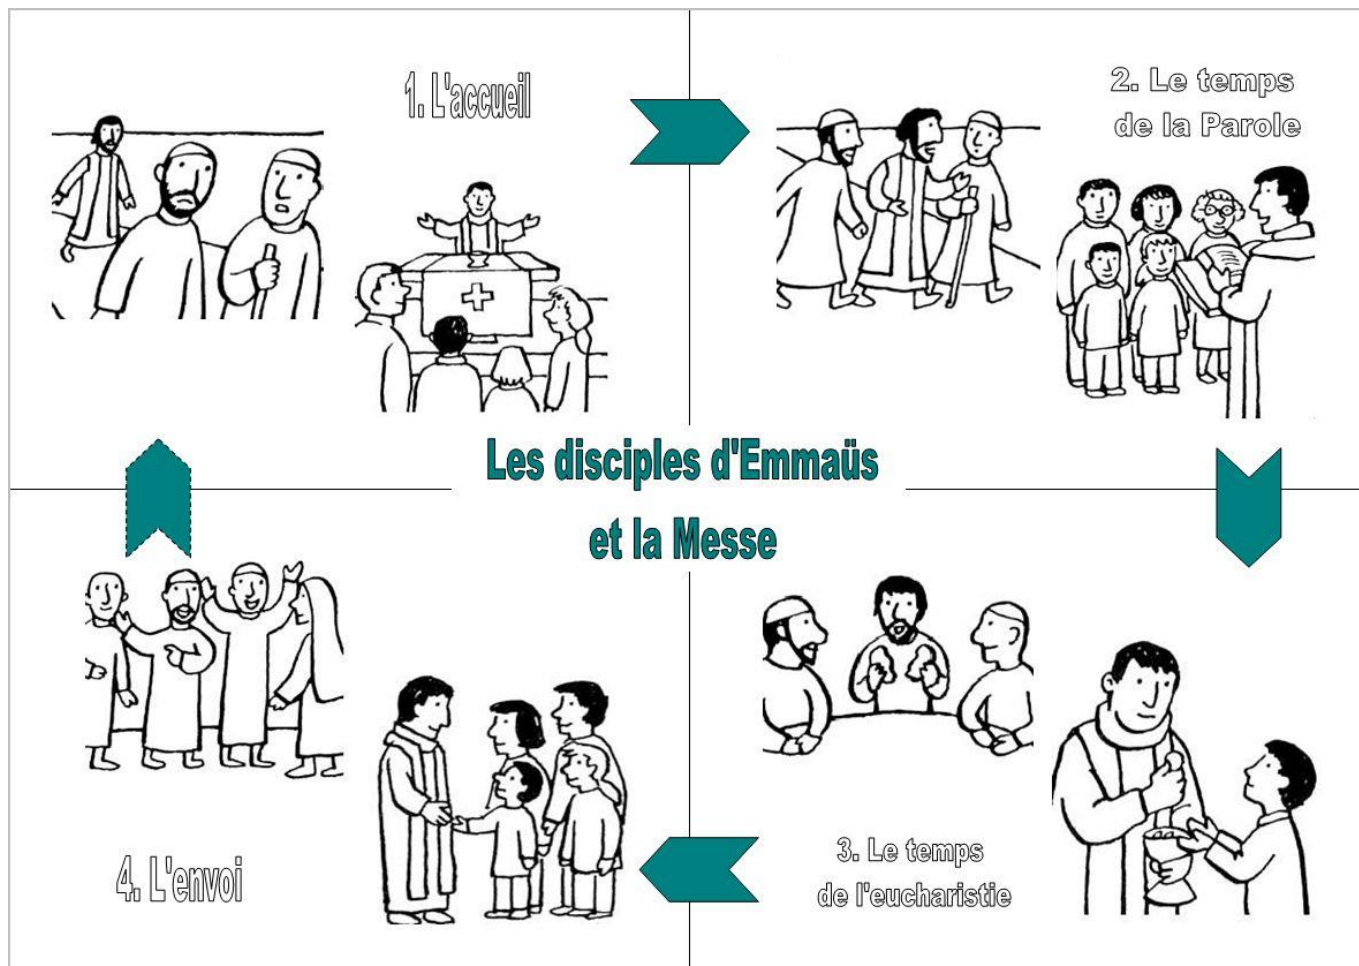 1. L'accueil
2. Le temps
de la Parole
Les disciples d'Emmaüs
et la Messe
3. Le temps
de l'eucharistie
4. L'envoi